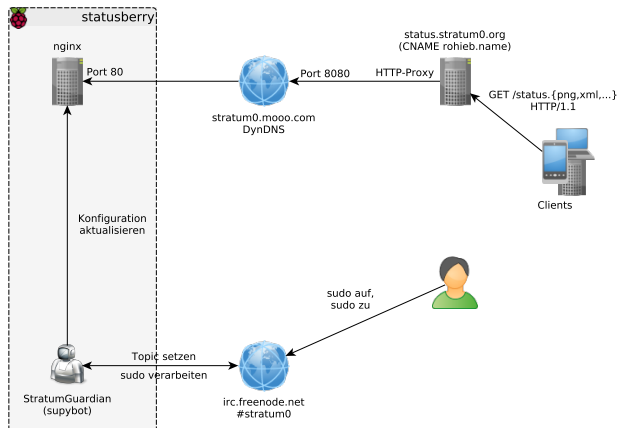 statusberry
nginx
Port 80
stratum0.mooo.com
DynDNS
Port 8080
HTTP-Proxy
status.stratum0.org
(CNAME rohieb.name)
GET /status.{png,xml,...}
HTTP/1.1
Clients
Konfiguration
aktualisieren
sudo auf,
sudo zu
Topic setzen
sudo verarbeiten
StratumGuardian
(supybot)
irc.freenode.net
#stratum0